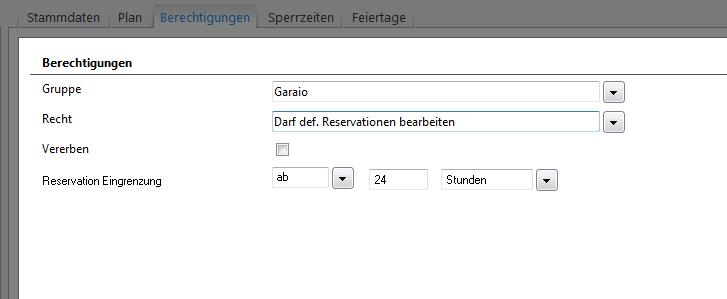 Stammdaten Plan Berechtigungen Sperrzeiten Feiertage
Berechtigungen
Gruppe Garaio
Recht Darf def. Reservationen bearbeiten
Vererben
Reservation Eingrenzung ab 24 Stunden